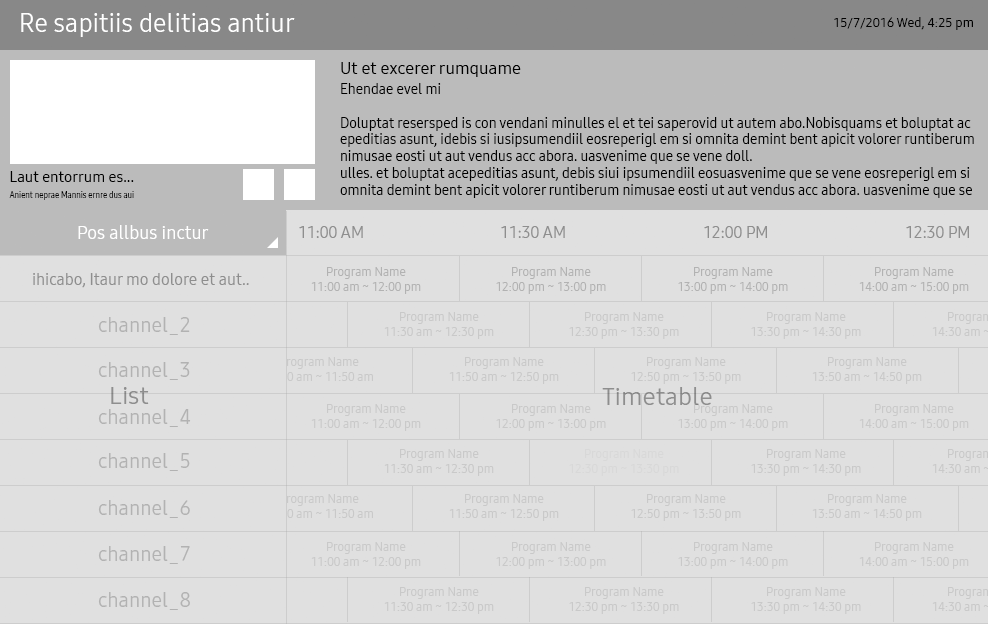 Re sapitiis delitias antiur
15/7/2016 Wed, 4:25 pm
Ut et excerer rumquame
Ehendae evel mi
Doluptat resersped is con vendani minulles el et tei saperovid ut autem abo.Nobisquams et boluptat ac
epeditias asunt, idebis si iusipsumendiil eosreperigl em si omnita demint bent apicit volorer runtiberum
nimusae eosti ut aut vendus acc abora. uasvenime que se vene doll.
ulles. et boluptat acepeditias asunt, debis siui ipsumendiil eosuasvenime que se vene eosreperigl em si
omnita demint bent apicit volorer runtiberum nimusae eosti ut aut vendus acc abora. uasvenime que se
Laut entorrum es...
Anient neprae Mannis ernre dus aui
Pos allbus inctur
11:00 AM 11:30 AM 12:00 PM 12:30 PM
ihicabo, Itaur mo dolore et aut..
Program Name Program Name Program Name Program Name
11:00 am ~ 12:00 pm 12:00 pm ~ 13:00 pm 13:00 pm ~ 14:00 pm 14:00 am ~ 15:00 pm
channel_2
Program Name Program Name Program Name Progran
11:30 am ~ 12:30 pm 12:30 pm ~ 13:30 pm 13:30 pm ~ 14:30 pm 14:30 am ~
channel_3
rogram Name Program Name Program Name Program Name
0 am ~ 11:50 am 11:50 am ~ 12:50 pm 12:50 pm ~ 13:50 pm 13:50 pm ~ 14:50 pm
List
Timetable
channel_4
Program Name Program Name Program Name Program Name
11:00 am ~ 12:00 pm 12:00 pm ~ 13:00 pm 13:00 pm ~ 14:00 pm 14:00 am ~ 15:00 pm
channel_5
Program Name Program Name Program Name Progran
11:30 am ~ 12:30 pm 12:30 pm ~ 13:30 pm 13:30 pm ~ 14:30 pm 14:30 am ~
channel_6
rogram Name Program Name Program Name Program Name
0 am ~ 11:50 am 11:50 am ~ 12:50 pm 12:50 pm ~ 13:50 pm 13:50 pm ~ 14:50 pm
channel_7
Program Name Program Name Program Name Program Name
11:00 am ~ 12:00 pm 12:00 pm ~ 13:00 pm 13:00 pm ~ 14:00 pm 14:00 am ~ 15:00 pm
channel_8
Program Name Program Name Program Name Progran
11:30 am ~ 12:30 pm 12:30 pm ~ 13:30 pm 13:30 pm ~ 14:30 pm 14:30 am ~